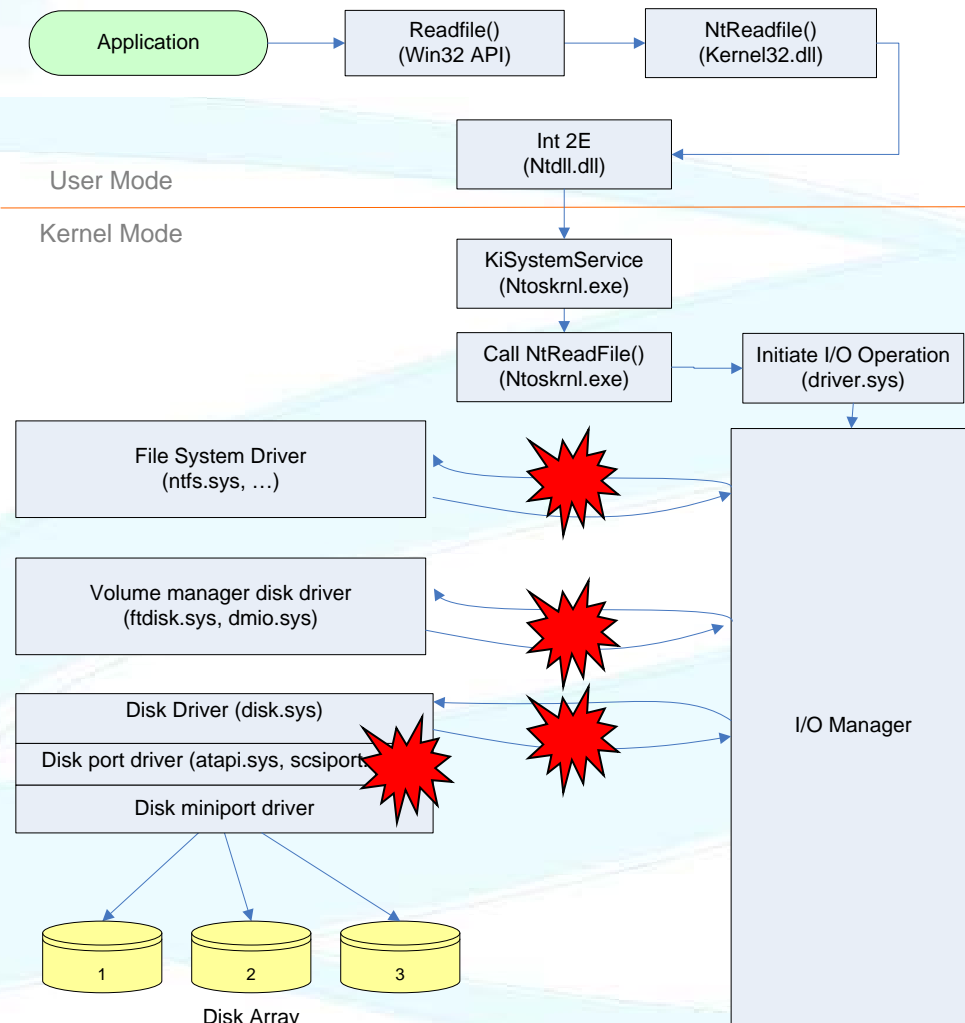 Application
Readfile()
(Win32 API)
NtReadfile()
(Kernel32.dll)
Int 2E
(Ntdll.dll)
User Mode
Kernel Mode
KiSystemService
(Ntoskrnl.exe)
Call NtReadFile()
(Ntoskrnl.exe)
Initiate I/O Operation
(driver.sys)
File System Driver
(ntfs.sys, …)
Volume manager disk driver
(ftdisk.sys, dmio.sys)
Disk Driver (disk.sys)
I/O Manager
Disk port driver (atapi.sys, scsiport.
Disk miniport driver
1
2
3
Disk Array